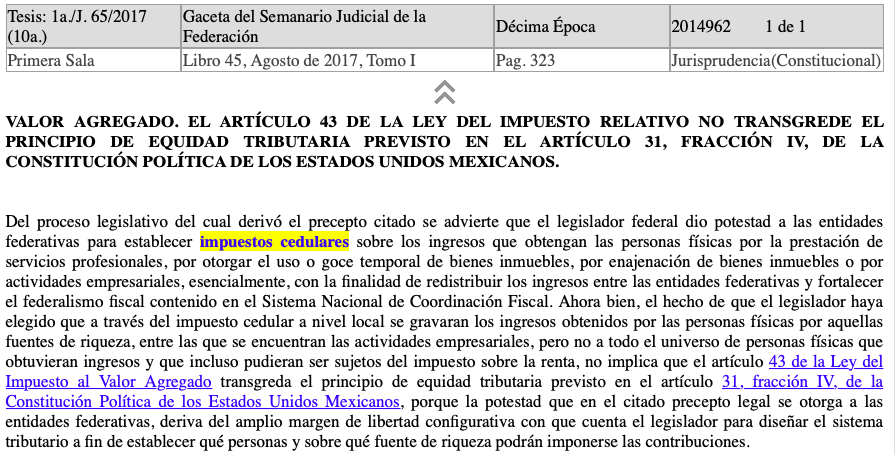 Tesis: 1a./J. 65/2017 (10a.) Gaceta del Semanario Judicial de la Federación Décima Época 2014962 1 de 1
Primera Sala Libro 45, Agosto de 2017, Tomo I Pag. 323 Jurisprudencia(Constitucional)
VALOR AGREGADO. EL ARTÍCULO 43 DE LA LEY DEL IMPUESTO RELATIVO NO TRANSGREDE EL
PRINCIPIO DE EQUIDAD TRIBUTARIA PREVISTO EN EL ARTÍCULO 31, FRACCIÓN IV, DE LA
CONSTITUCIÓN POLÍTICA DE LOS ESTADOS UNIDOS MEXICANOS.
Del proceso legislativo del cual derivó el precepto citado se advierte que el legislador federal dio potestad a las entidades
federativas para establecer impuestos cedulares sobre los ingresos que obtengan las personas físicas por la prestación de
servicios profesionales, por otorgar el uso o goce temporal de bienes inmuebles, por enajenación de bienes inmuebles o por
actividades empresariales, esencialmente, con la finalidad de redistribuir los ingresos entre las entidades federativas y fortalecer
el federalismo fiscal contenido en el Sistema Nacional de Coordinación Fiscal. Ahora bien, el hecho de que el legislador haya
elegido que a través del impuesto cedular a nivel local se gravaran los ingresos obtenidos por las personas físicas por aquellas
fuentes de riqueza, entre las que se encuentran las actividades empresariales, pero no a todo el universo de personas físicas que
obtuvieran ingresos y que incluso pudieran ser sujetos del impuesto sobre la renta, no implica que el artículo 43 de la Ley del
Impuesto al Valor Agregado transgreda el principio de equidad tributaria previsto en el artículo 31, fracción IV, de la
Constitución Política de los Estados Unidos Mexicanos, porque la potestad que en el citado precepto legal se otorga a las
entidades federativas, deriva del amplio margen de libertad configurativa con que cuenta el legislador para diseñar el sistema
tributario a fin de establecer qué personas y sobre qué fuente de riqueza podrán imponerse las contribuciones.